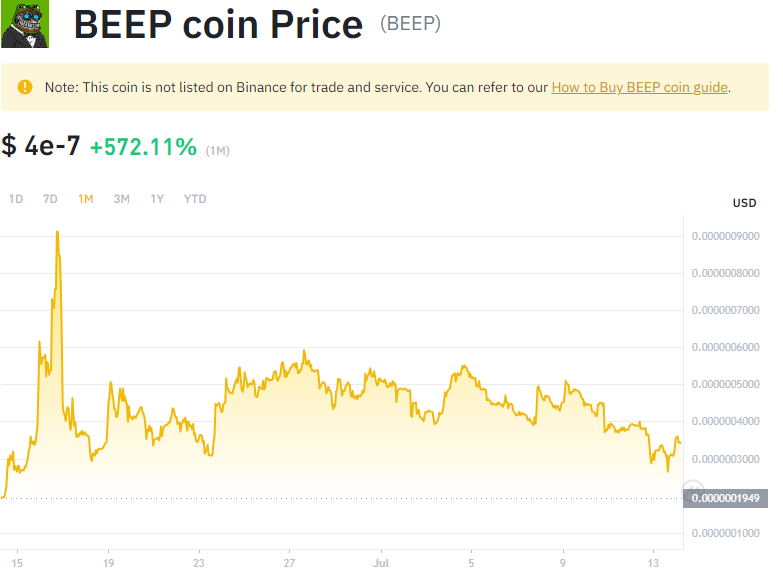 BEEP coin Price (BEEP)
Note: This coin is not listed on Binance for trade and service. You can refer to our How to Buy BEEP coin guide.
$ 4e-7 +572.11% (1M)
1D 7D 1M 3M 1Y YTD
USD
0.0000009000
0.0000008000
0.0000007000
0.0000006000
0.0000005000
0.0000004000
0.0000003000
0.0000001949
0.0000001000
15 19 23 27 Jul 5 9 13